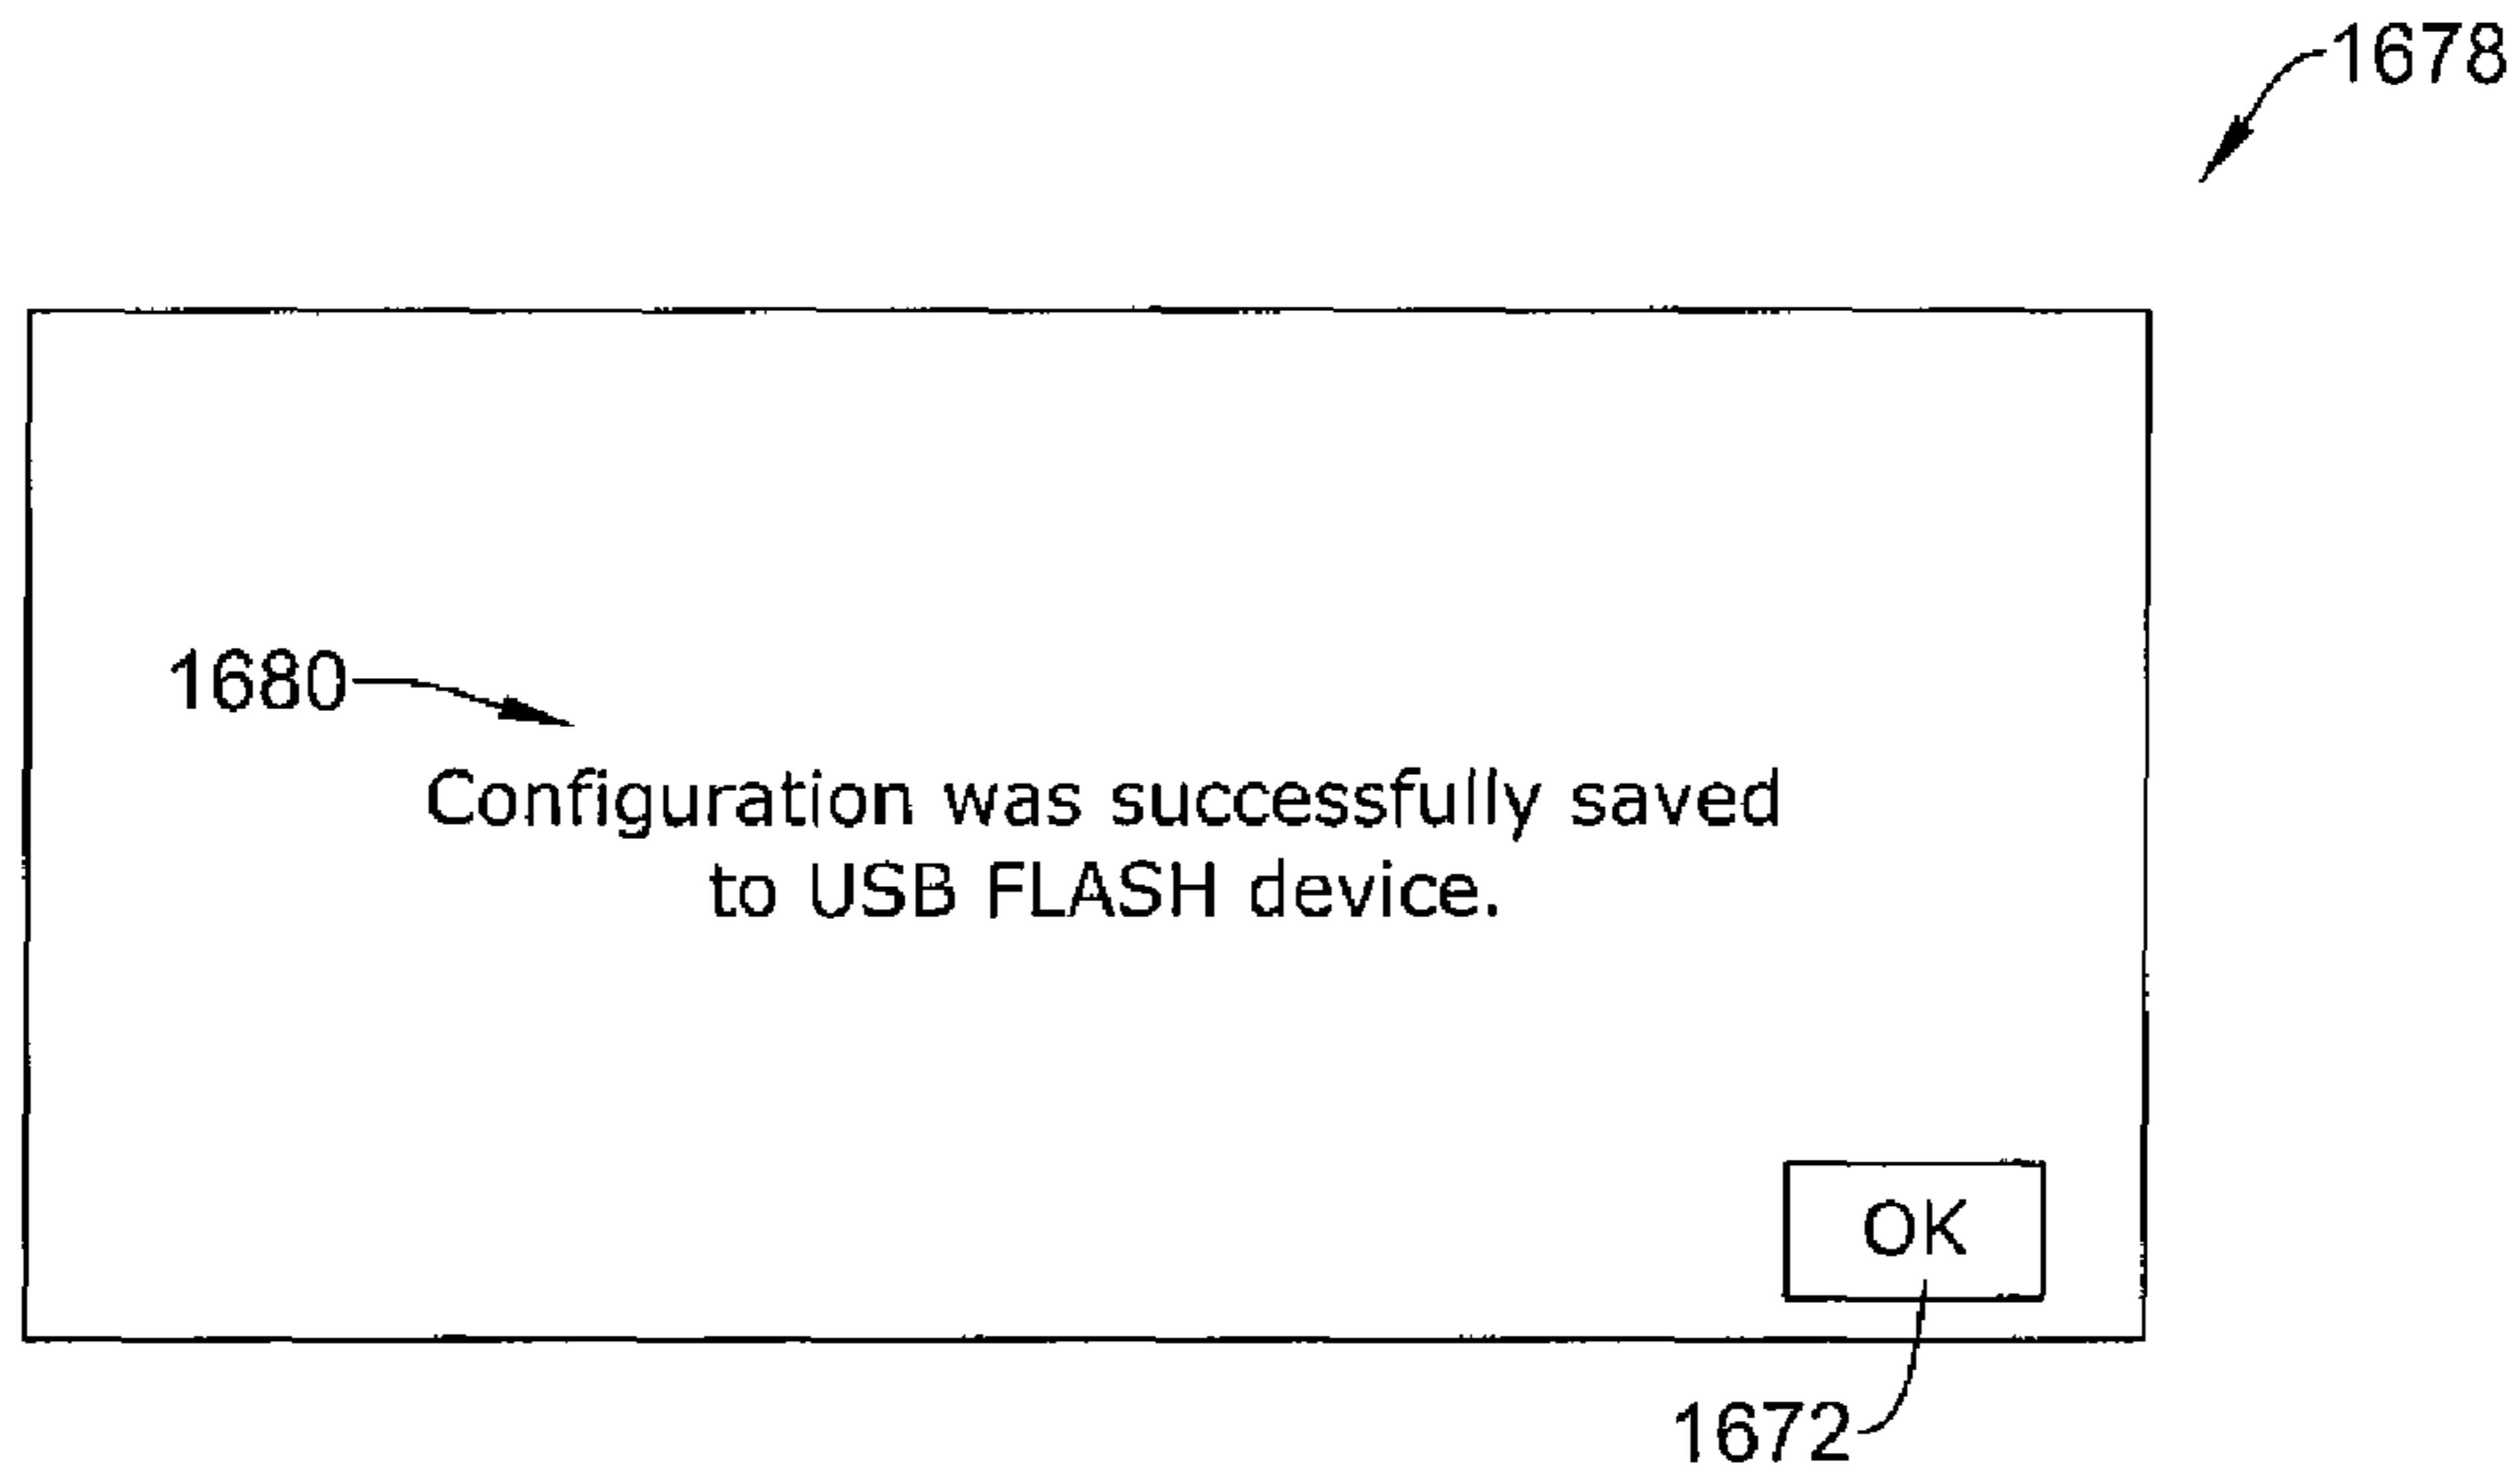 1678
1680
Configuration was successfully saved
to USB FLASH device.
OK
1672